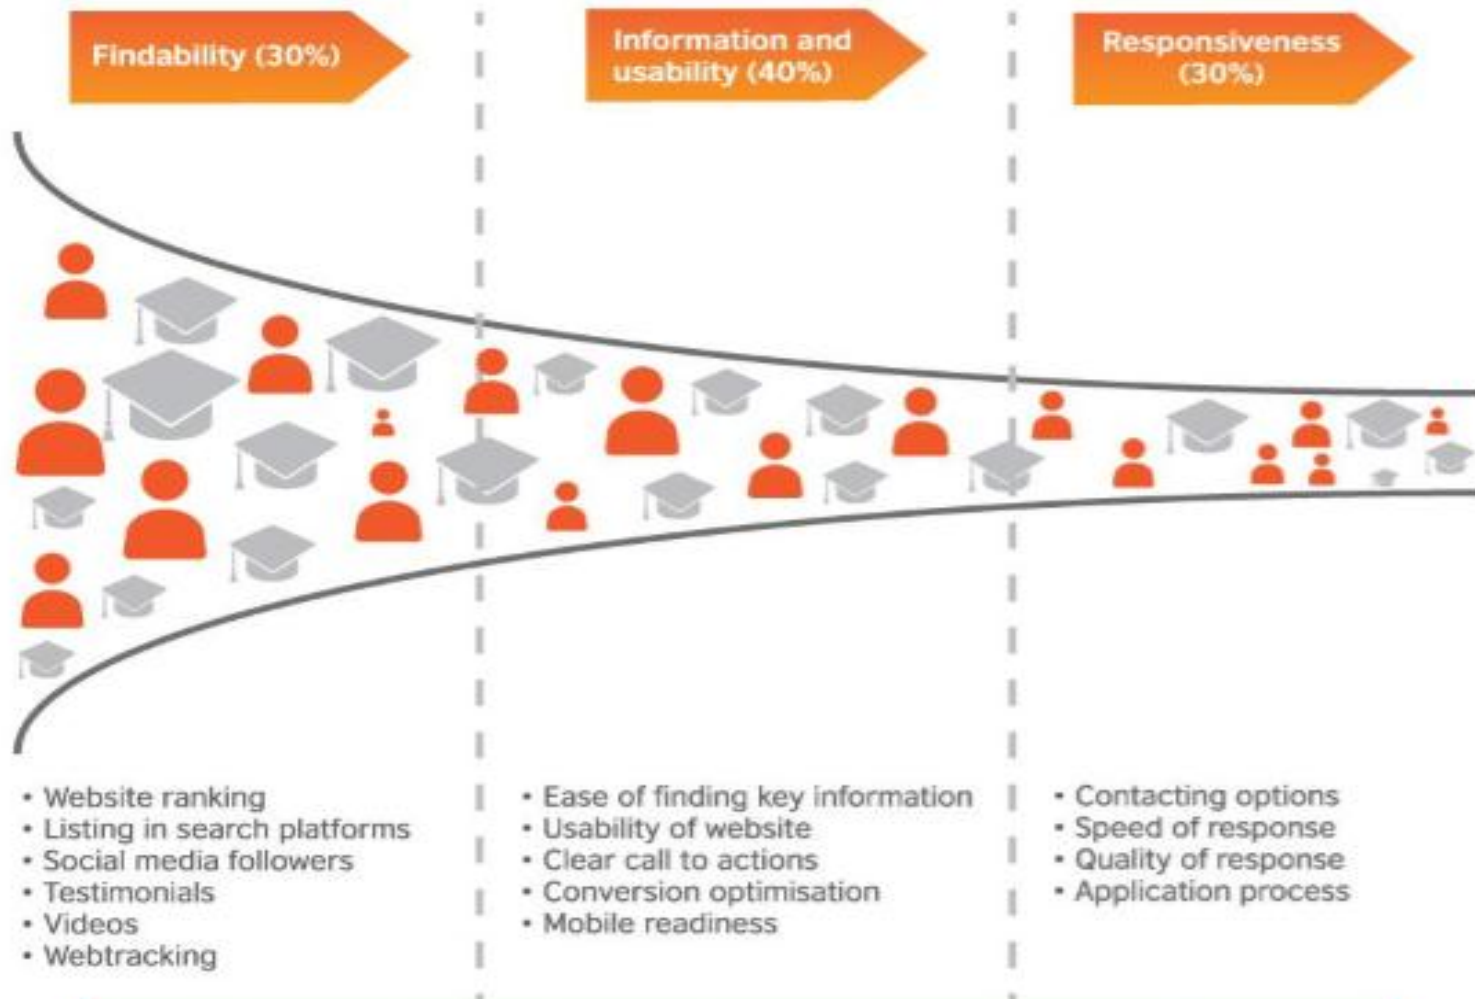 Findability (30%)
Information and
usability (40%)
Responsiveness
(30%)
• Website ranking
• Listing in search platforms
• Social media followers
• Testimonials
• Videos
• Webtracking
• Ease of finding key information
• Usability of website
• Clear call to actions
• Conversion optimisation
• Mobile readiness
• Contacting options
• Speed of response
• Quality of response
• Application process